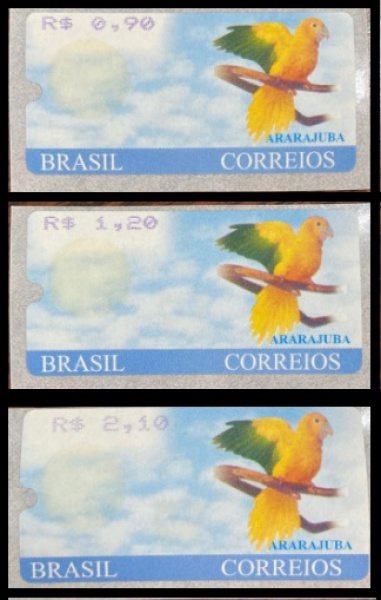 R$ 0,90
ARARAJUBA
BRASIL CORREIOS
R$ 1,20
ARARAJUBA
BRASIL CORREIOS
R$ 2,10
ARARAJUBA
BRASIL CORREIOS